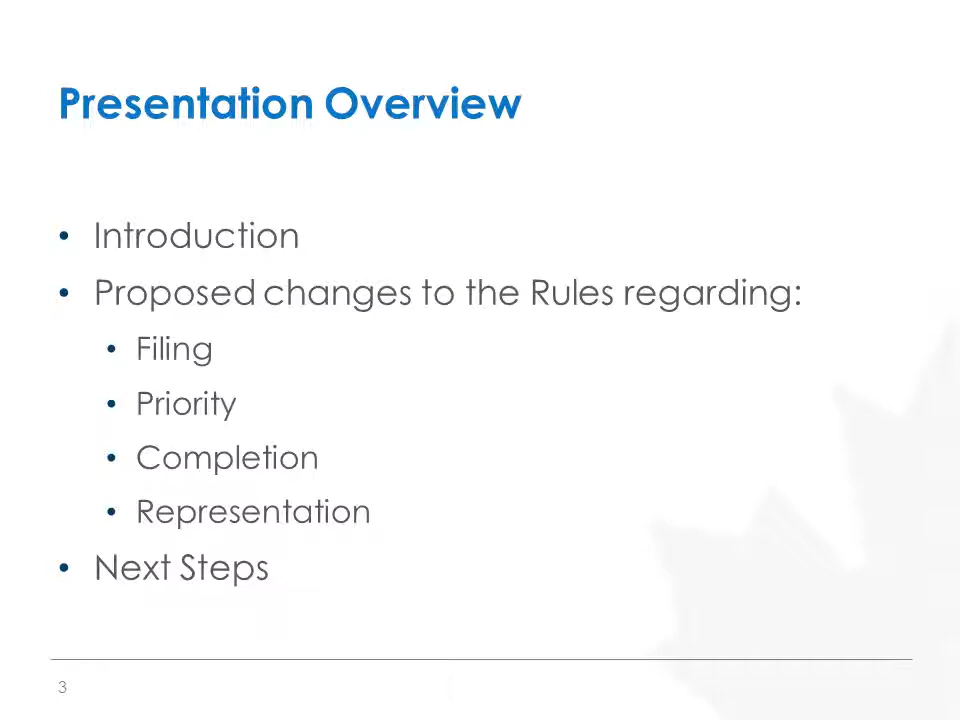 Presentation Overview
• Introduction
• Proposed changes to the Rules regarding:
• Filing
• Priority
• Completion
• Representation
• Next Steps
3